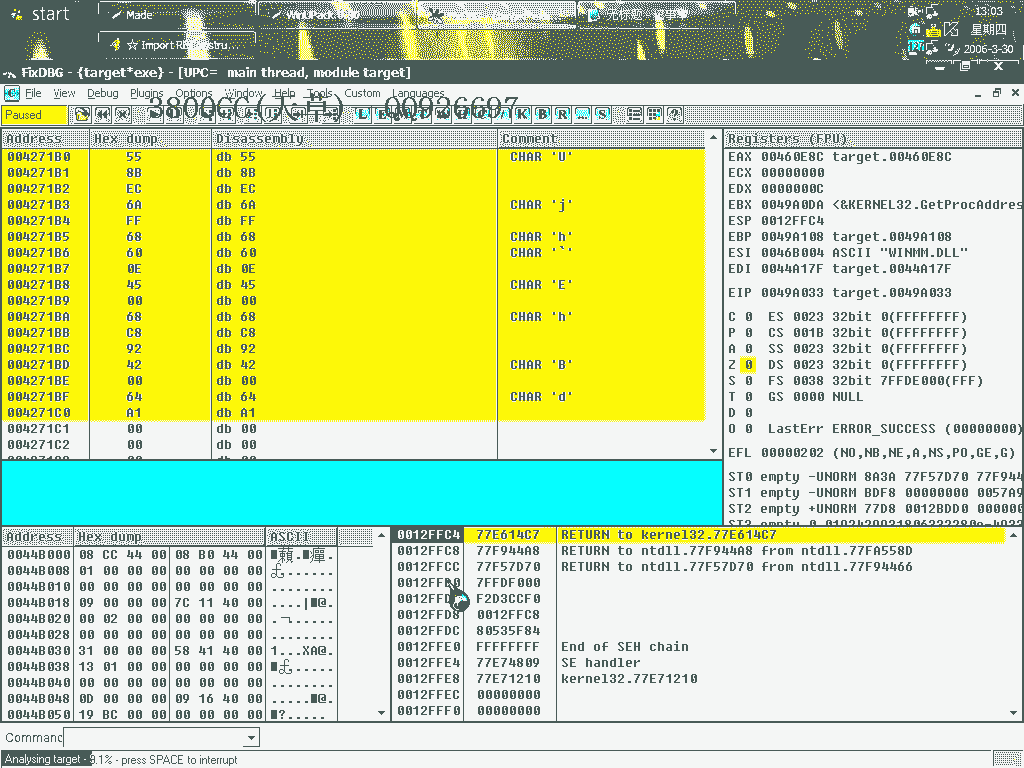 start
Made
WinUPack
无标题
13:03
☆ Import REConstru...
星期四
127
2006-3-30
FixDBG - {target*exe} - [UPC= main thread, module target]
File View Debug Plugins Options Window Help Tools Custom Languages
3800CC(天草) 00926697
Paused
L E M W H C / K B R ... S
Address Hex dump Disassembly Comment
004271B0 55 db 55 CHAR 'U'
004271B1 8B db 8B
004271B2 EC db EC
004271B3 6A db 6A CHAR 'j'
004271B4 FF db FF
004271B5 68 db 68 CHAR 'h'
004271B6 60 db 60 CHAR '`'
004271B7 0E db 0E
004271B8 45 db 45 CHAR 'E'
004271B9 00 db 00
004271BA 68 db 68 CHAR 'h'
004271BB C8 db C8
004271BC 92 db 92
004271BD 42 db 42 CHAR 'B'
004271BE 00 db 00
004271BF 64 db 64 CHAR 'd'
004271C0 A1 db A1
004271C1 00 db 00
004271C2 00 db 00
Registers (FPU)
EAX 00460E8C target.00460E8C
ECX 00000000
EDX 0000000C
EBX 0049A0DA <&KERNEL32.GetProcAddres
ESP 0012FFC4
EBP 0049A108 target.0049A108
ESI 0046B004 ASCII "WINMM.DLL"
EDI 0044A17F target.0044A17F
EIP 0049A033 target.0049A033
C 0 ES 0023 32bit 0(FFFFFFFF)
P 0 CS 001B 32bit 0(FFFFFFFF)
A 0 SS 0023 32bit 0(FFFFFFFF)
Z 0 DS 0023 32bit 0(FFFFFFFF)
S 0 FS 0038 32bit 7FFDE000(FFF)
T 0 GS 0000 NULL
D 0
O 0 LastErr ERROR_SUCCESS (00000000)
EFL 00000202 (NO,NB,NE,A,NS,PO,GE,G)
ST0 empty -UNORM 8A3A 77F57D70 77F944
ST1 empty -UNORM BDF8 00000000 0057A9
ST2 empty +UNORM 77D8 0012BDD0 000000
Address Hex dump ASCII
0044B000 08 CC 44 00 08 B0 44 00
0044B008 01 00 00 00 00 00 00 00
0044B010 00 00 00 00 00 00 00 00 ........
0044B018 09 00 00 00 7C 11 40 00 ....|■@.
0044B020 00 02 00 00 00 00 00 00 .¬......
0044B028 00 00 00 00 00 00 00 00 ........
0044B030 31 00 00 00 58 41 40 00 1...XA@.
0044B038 13 01 00 00 00 00 00 00
0044B040 00 00 00 00 00 00 00 00 ........
0044B048 0D 00 00 00 09 16 40 00 .....■@.
0044B050 19 BC 00 00 00 00 00 00 ■?.....
0012FFC4 77E614C7 RETURN to kernel32.77E614C7
0012FFC8 77F944A8 RETURN to ntdll.77F944A8 from ntdll.77FA558D
0012FFCC 77F57D70 RETURN to ntdll.77F57D70 from ntdll.77F94466
7FFDF000
F2D3CCF0
0012FFD8 0012FFC8
0012FFDC 80535F84
0012FFE0 FFFFFFFF End of SEH chain
0012FFE4 77E74809 SE handler
0012FFE8 77E71210 kernel32.77E71210
0012FFEC 00000000
0012FFF0 00000000
Command
Analysing target - 9.1% - press SPACE to interrupt